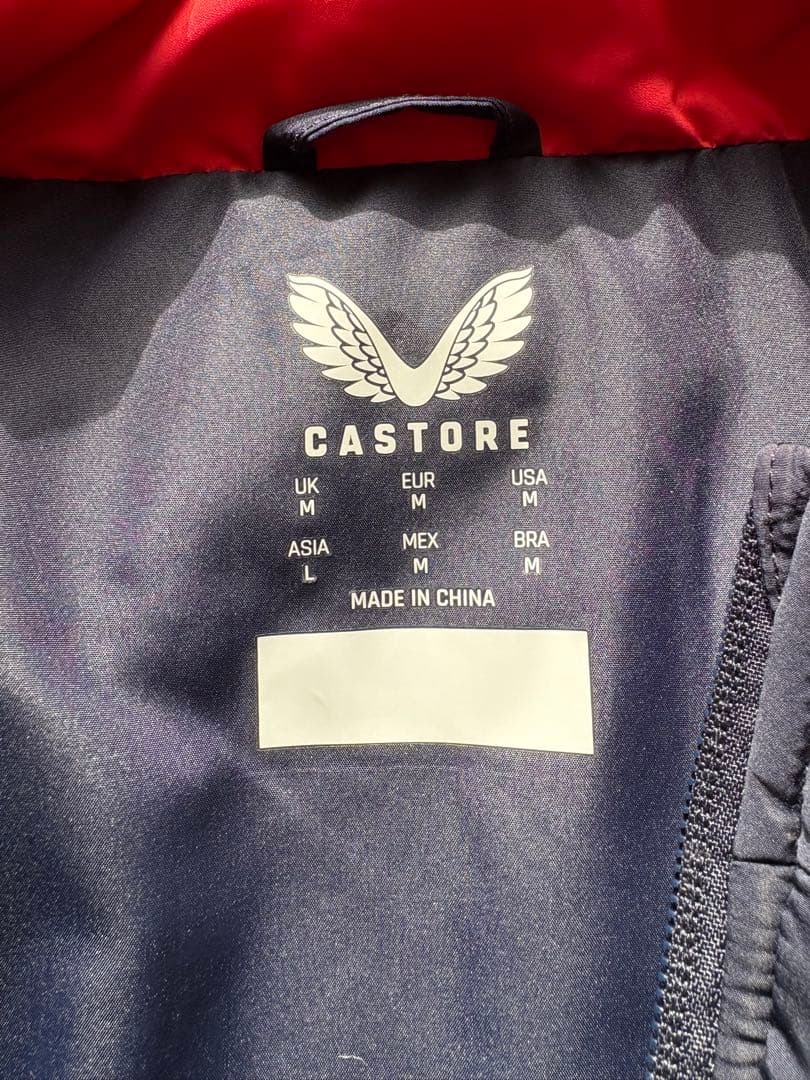 CASTORE
UK EUR USA
M M M
ASIA MEX BRA
L M M
MADE IN CHINA